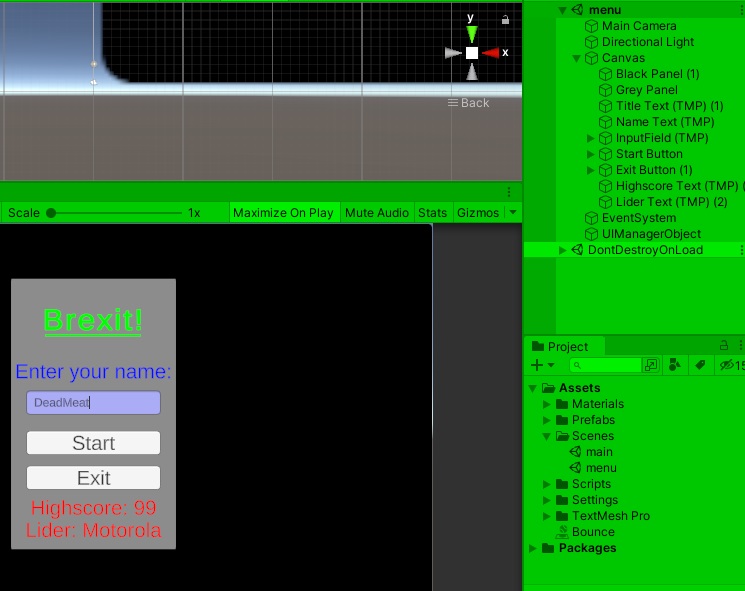 y
x
Back
Scale 1x Maximize On Play Mute Audio Stats Gizmos
Brexit!
Enter your name:
DeadMeat
Start
Exit
Highscore: 99
Lider: Motorola
menu
Main Camera
Directional Light
Canvas
Black Panel (1)
Grey Panel
Title Text (TMP) (1)
Name Text (TMP)
InputField (TMP)
Start Button
Exit Button (1)
Highscore Text (TMP) (
Lider Text (TMP) (2)
EventSystem
UIManagerObject
DontDestroyOnLoad
Project
15
Assets
Materials
Prefabs
Scenes
main
menu
Scripts
Settings
TextMesh Pro
Bounce
Packages